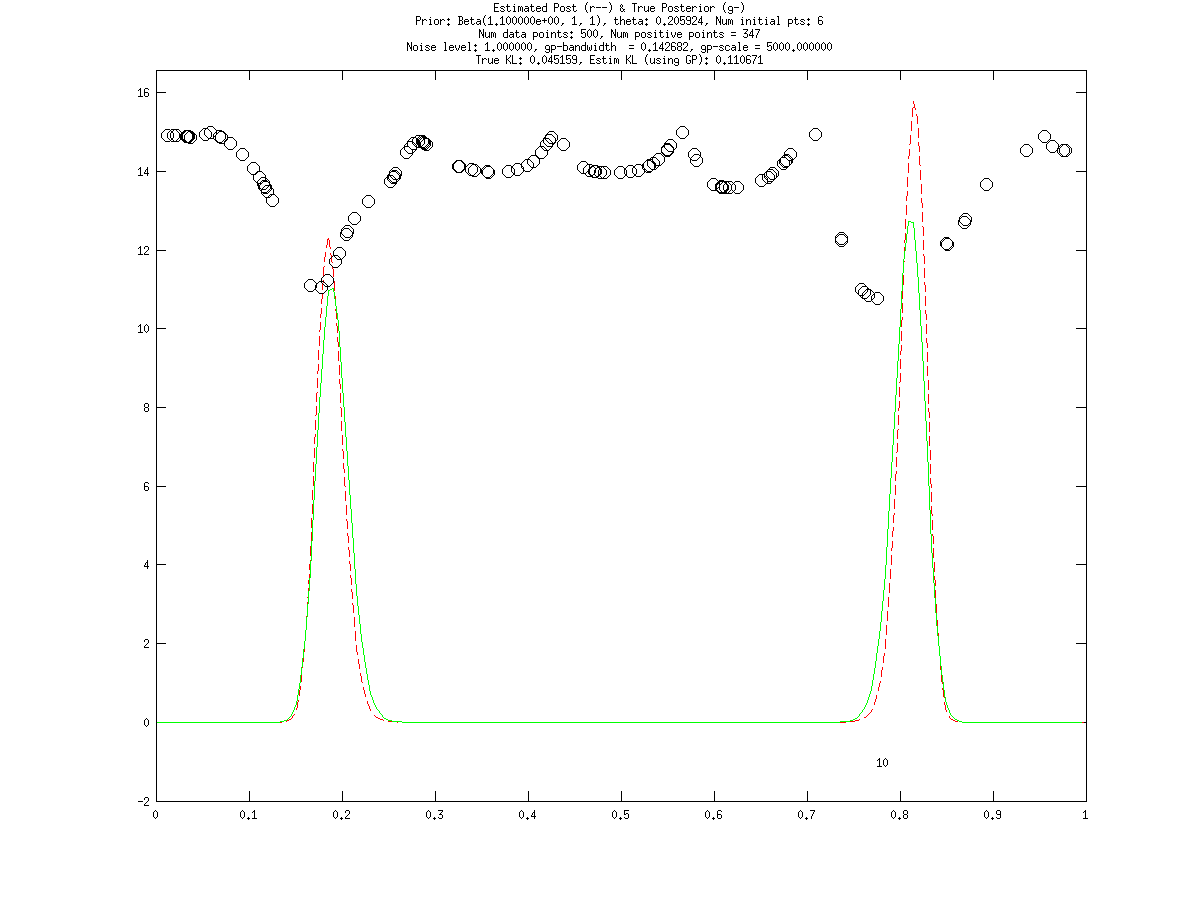 Estimated Post (r--) & True Posterior (g-)
Prior: Beta(1.100000e+00, 1, 1), theta: 0.205924, Num initial pts: 6
Num data points: 500, Num positive points = 347
Noise level: 1.000000, gp-bandwidth  = 0.142682, gp-scale = 5000.000000
True KL: 0.045159, Estim KL (using GP): 0.110671
16
14
12
10
8
6
4
2
0
10
-2
0 0.1 0.2 0.3 0.4 0.5 0.6 0.7 0.8 0.9 1